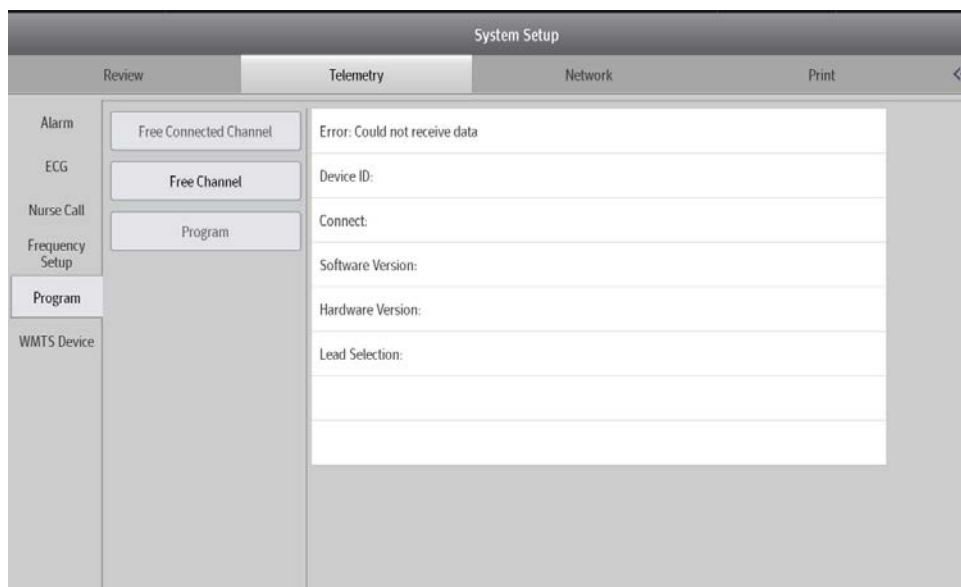 System Setup
Review
Telemetry
Network
Print
Alarm
ECG
Nurse Call
Frequency
Setup
Program
WMTS Device
Free Connected Channel
Free Channel
Program
Error: Could not receive data
Device ID:
Connect:
Software Version:
Hardware Version:
Lead Selection: